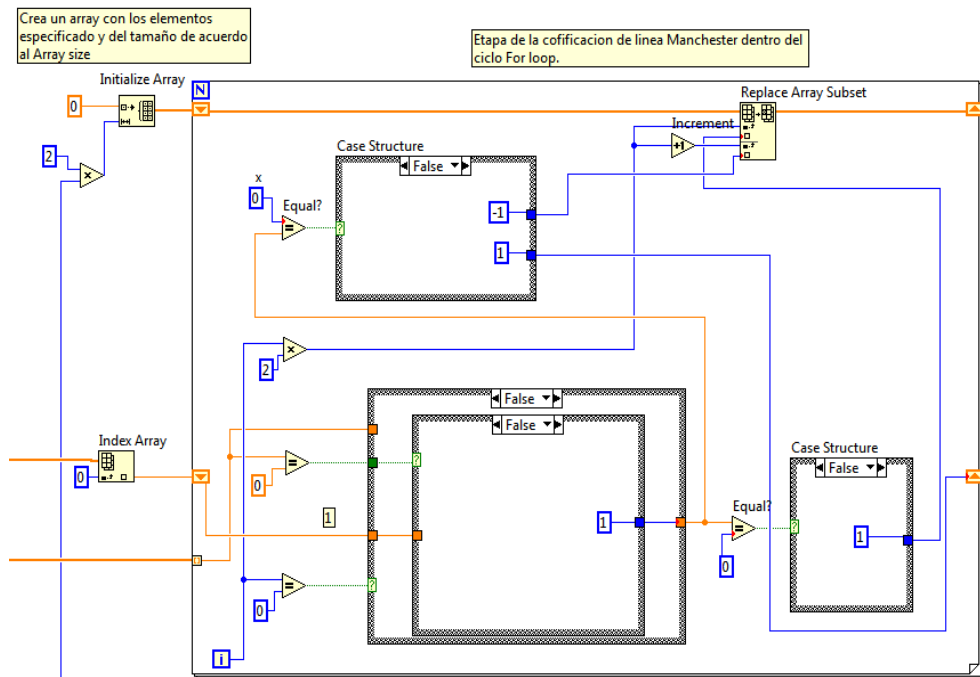 Crea un array con los elementos
especificado y del tamaño de acuerdo
al Array size
Etapa de la cofificacion de linea Manchester dentro del
ciclo For loop.
Initialize Array
0
N
Replace Array Subset
2
×
Increment
+1
Case Structure
False
x
0
Equal?
=
?
-1
1
×
2
False
False
Index Array
0
=
?
0
1
1
Case Structure
False
Equal?
=
?
1
0
=
?
0
i